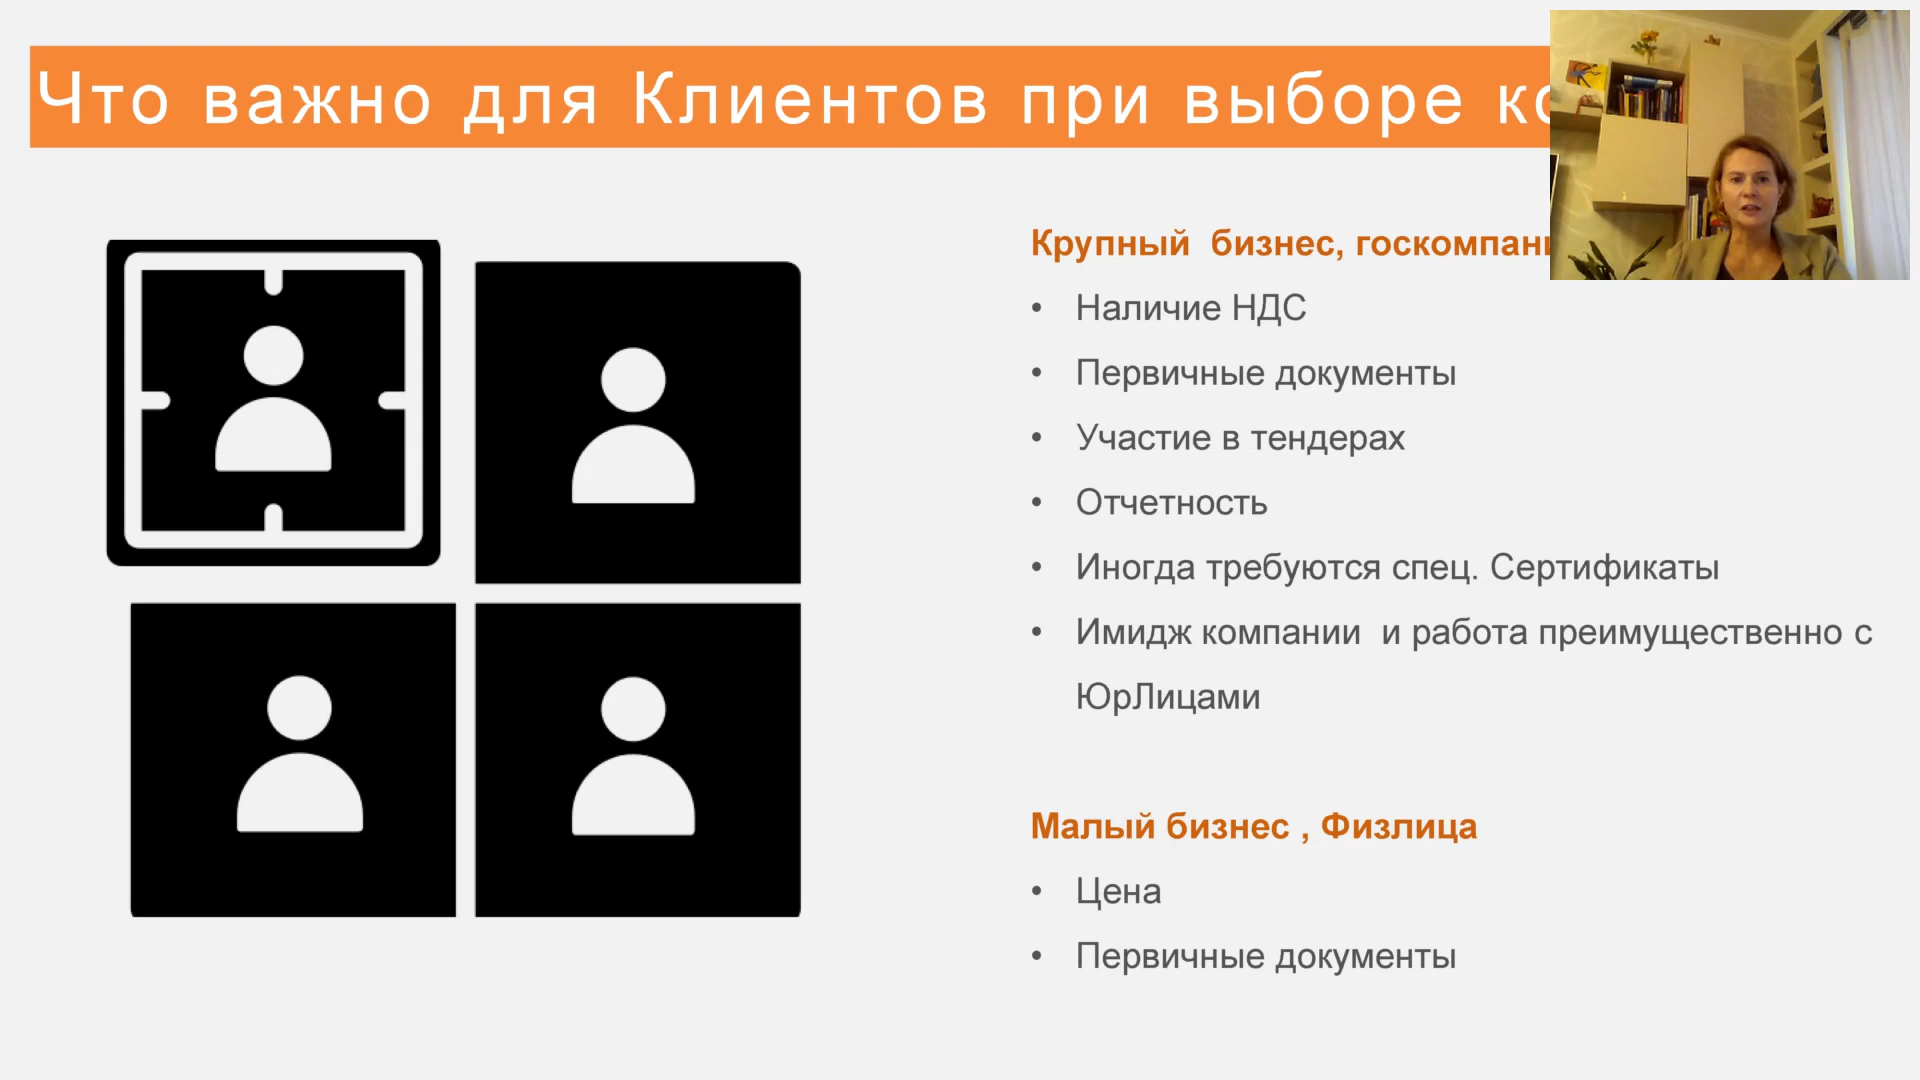 Что важно для Клиентов при выборе
Крупный бизнес,
• Наличие НДС
• Первичные документы
• Участие в тендерах
• Отчетность
• Иногда требуются спец. Сертификаты
• Имидж компании и работа преимущественно с
ЮрЛицами
Малый бизнес , Физлица
• Цена
• Первичные документы